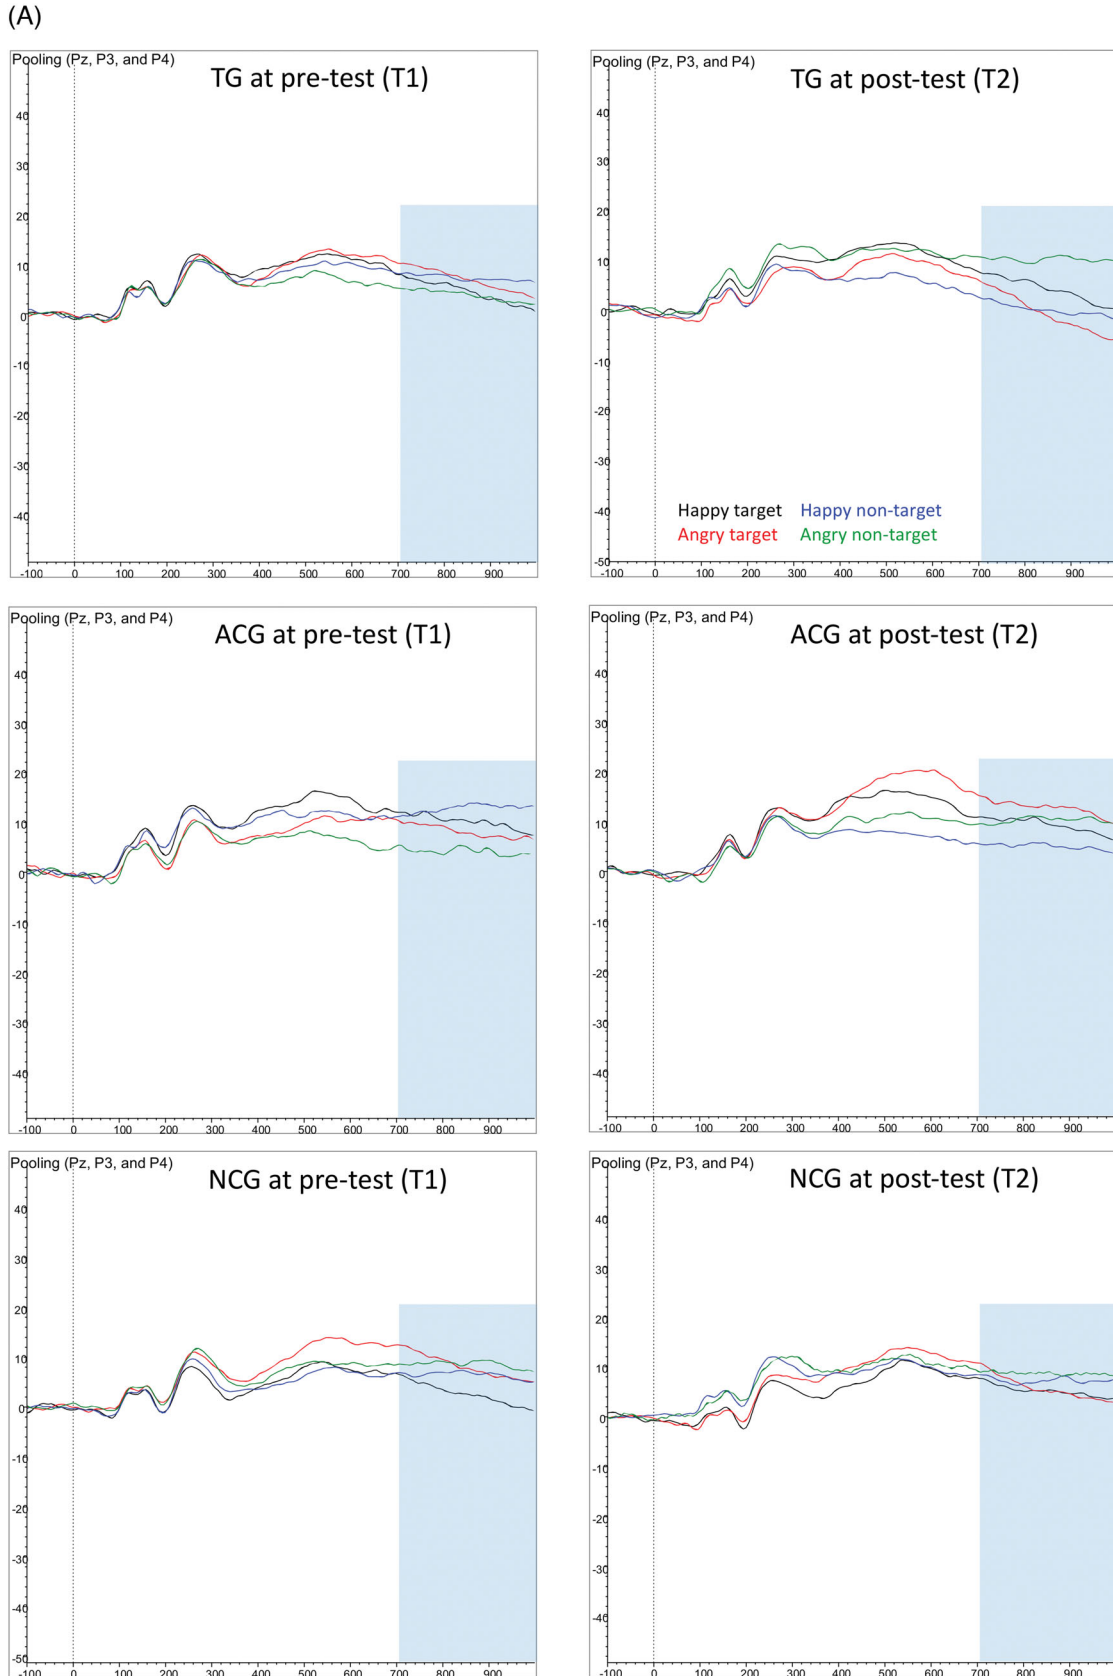 (A)
Pooling (Pz, P3, and P4)
TG at pre-test (T1)
40
30
20
10
0
-10
-20
-30
-40
-100 0 100 200 300 400 500 600 700 800 900
Pooling (Pz, P3, and P4)
TG at post-test (T2)
40
30
20
10
0
-10
-20
-30
-40
-50
Happy target Happy non-target
Angry target Angry non-target
-100 0 100 200 300 400 500 600 700 800 900
Pooling (Pz, P3, and P4)
ACG at pre-test (T1)
40
30
20
10
0
-10
-20
-30
-40
-100 0 100 200 300 400 500 600 700 800 900
Pooling (Pz, P3, and P4)
ACG at post-test (T2)
40
30
20
10
0
-10
-20
-30
-40
-100 0 100 200 300 400 500 600 700 800 900
Pooling (Pz, P3, and P4)
NCG at pre-test (T1)
40
30
20
10
0
-10
-20
-30
-40
-100 0 100 200 300 400 500 600 700 800 900
Pooling (Pz, P3, and P4)
NCG at post-test (T2)
40
30
20
10
0
-10
-20
-30
-40
-100 0 100 200 300 400 500 600 700 800 900